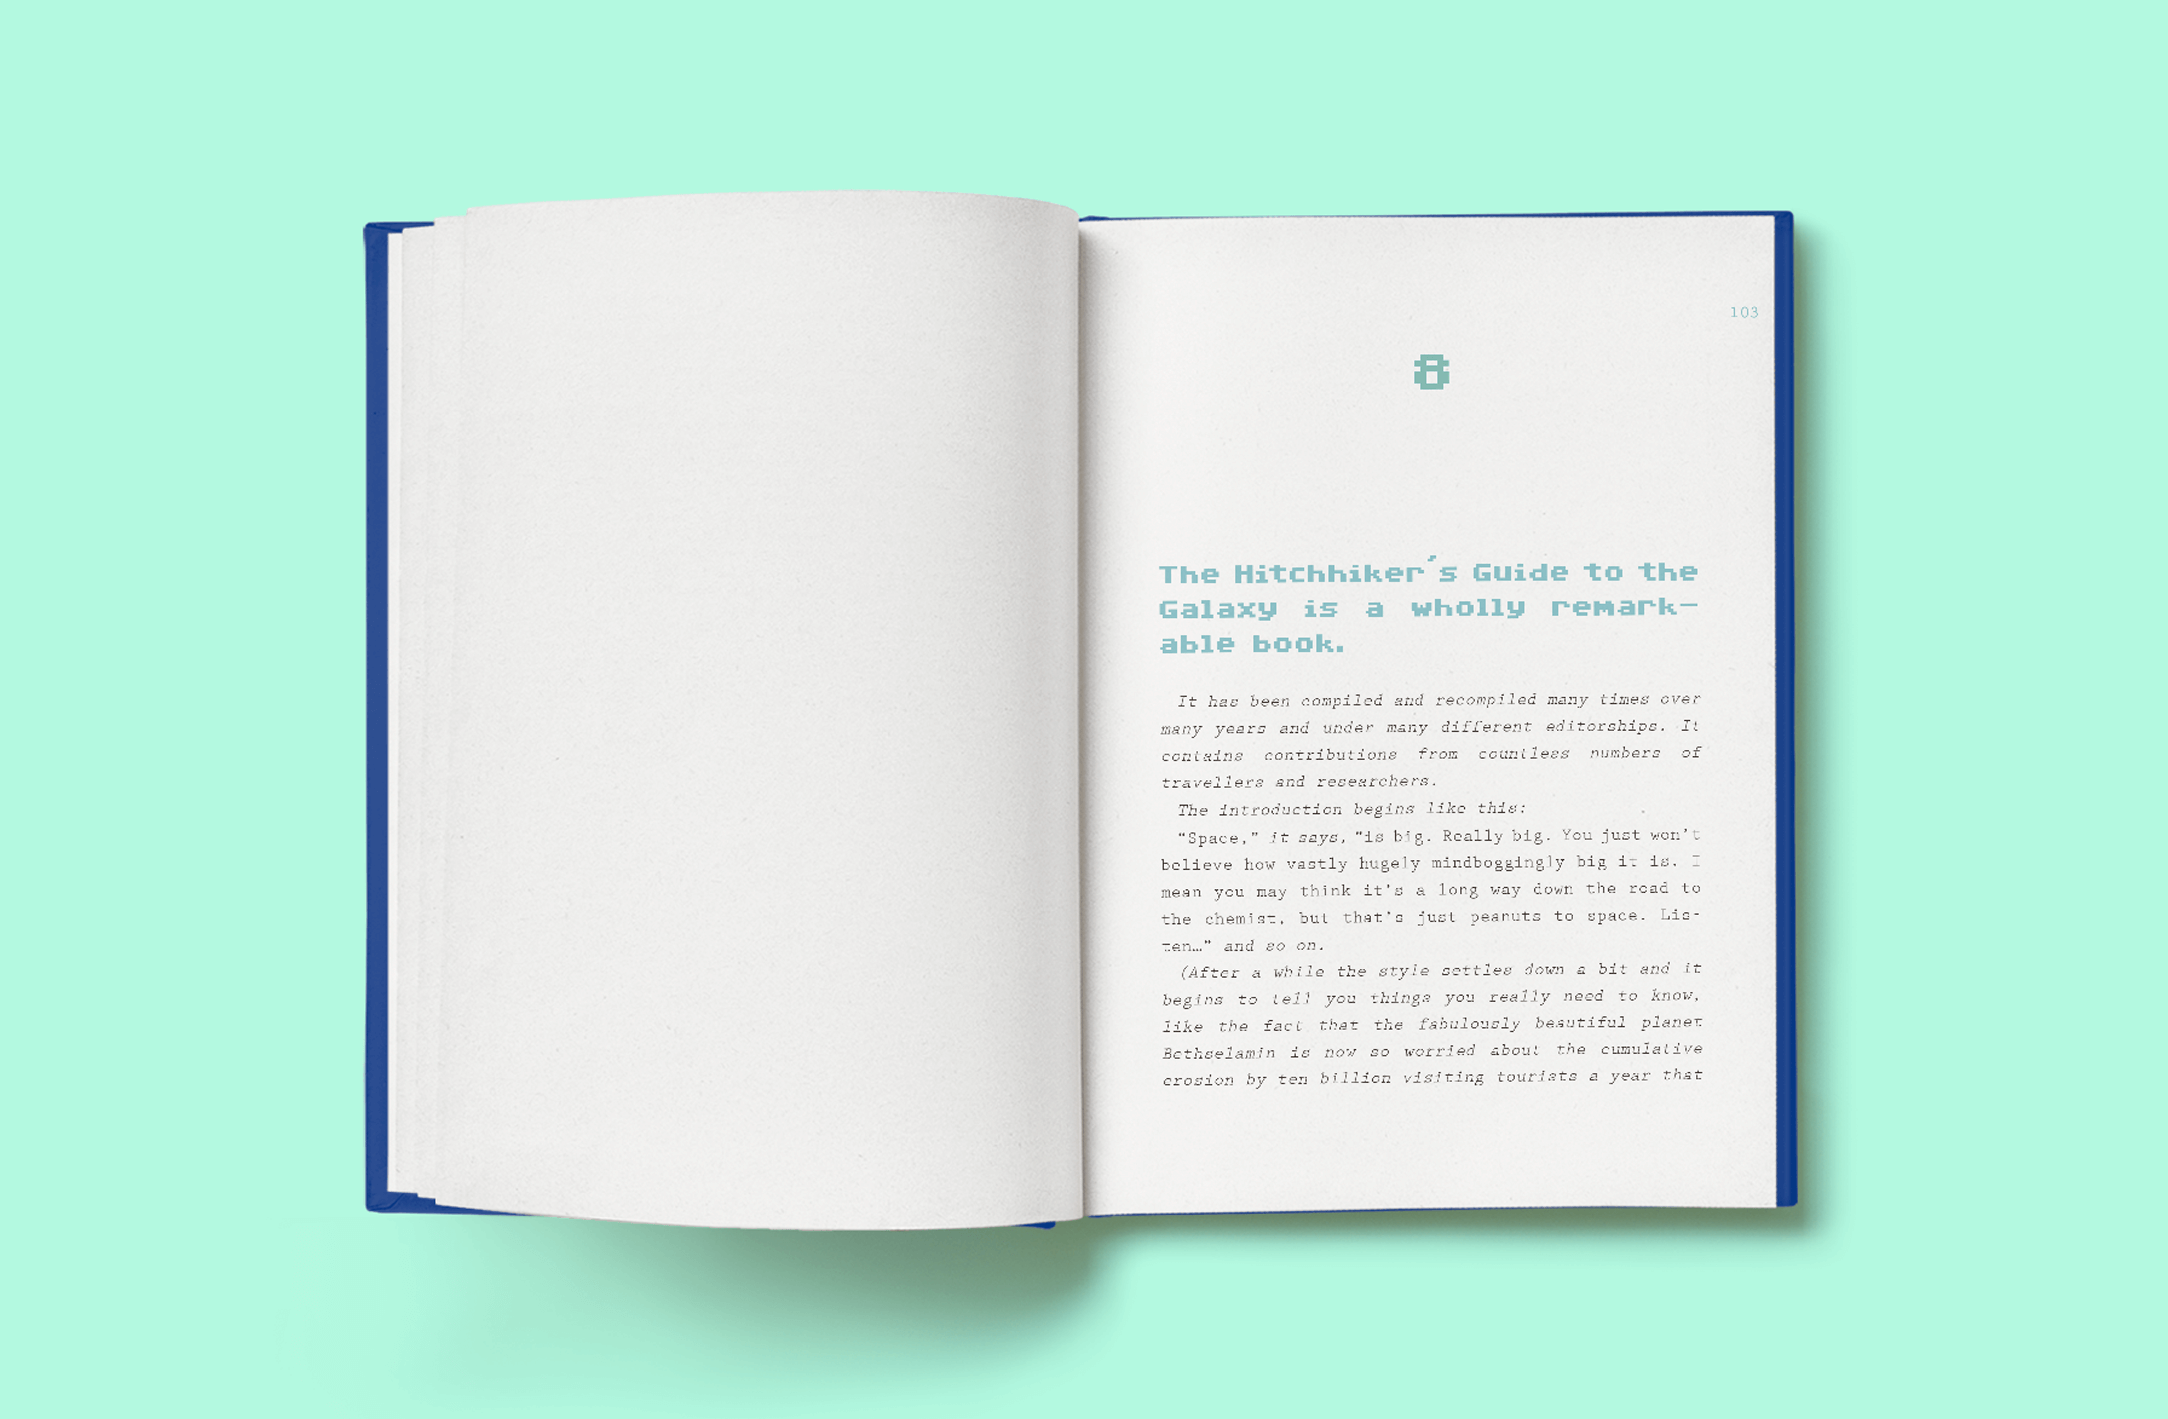 103
8
The Hitchhiker´s Guide to the
Galaxy is a wholly remark-
able book.
It has been compiled and recompiled many times over
many years and under many different editorships. It
contains contributions from countless numbers of
travellers and researchers.
The introduction begins like this:
“Space,” it says, “is big. Really big. You just won’t
believe how vastly hugely mindboggingly big it is. I
mean you may think it’s a long way down the road to
the chemist, but that’s just peanuts to space. Lis-
ten…” and so on.
(After a while the style settles down a bit and it
begins to tell you things you really need to know,
like the fact that the fabulously beautiful planet
Bethselamin is now so worried about the cumulative
erosion by ten billion visiting tourists a year that